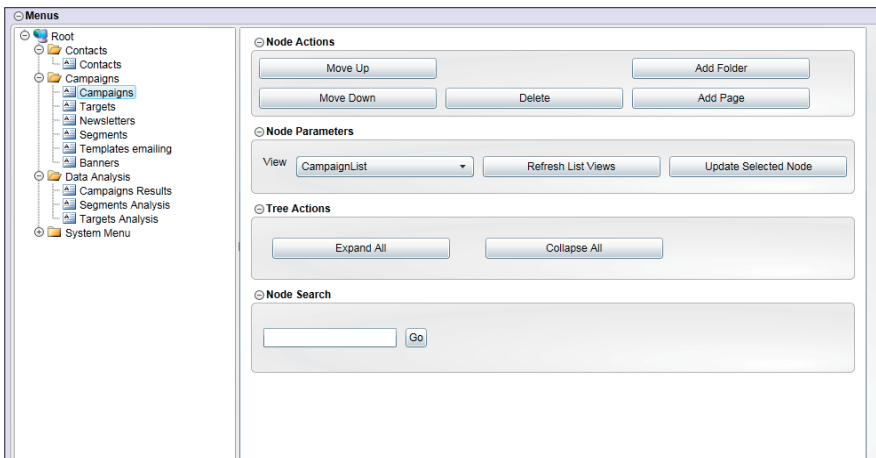 Menus
Root
Contacts
Contacts
Campaigns
Campaigns
Targets
Newsletters
Segments
Templates emailing
Banners
Data Analysis
Campaigns Results
Segments Analysis
Targets Analysis
System Menu
Node Actions
Move Up Add Folder
Move Down Delete Add Page
Node Parameters
View CampaignList Refresh List Views Update Selected Node
Tree Actions
Expand All Collapse All
Node Search
Go